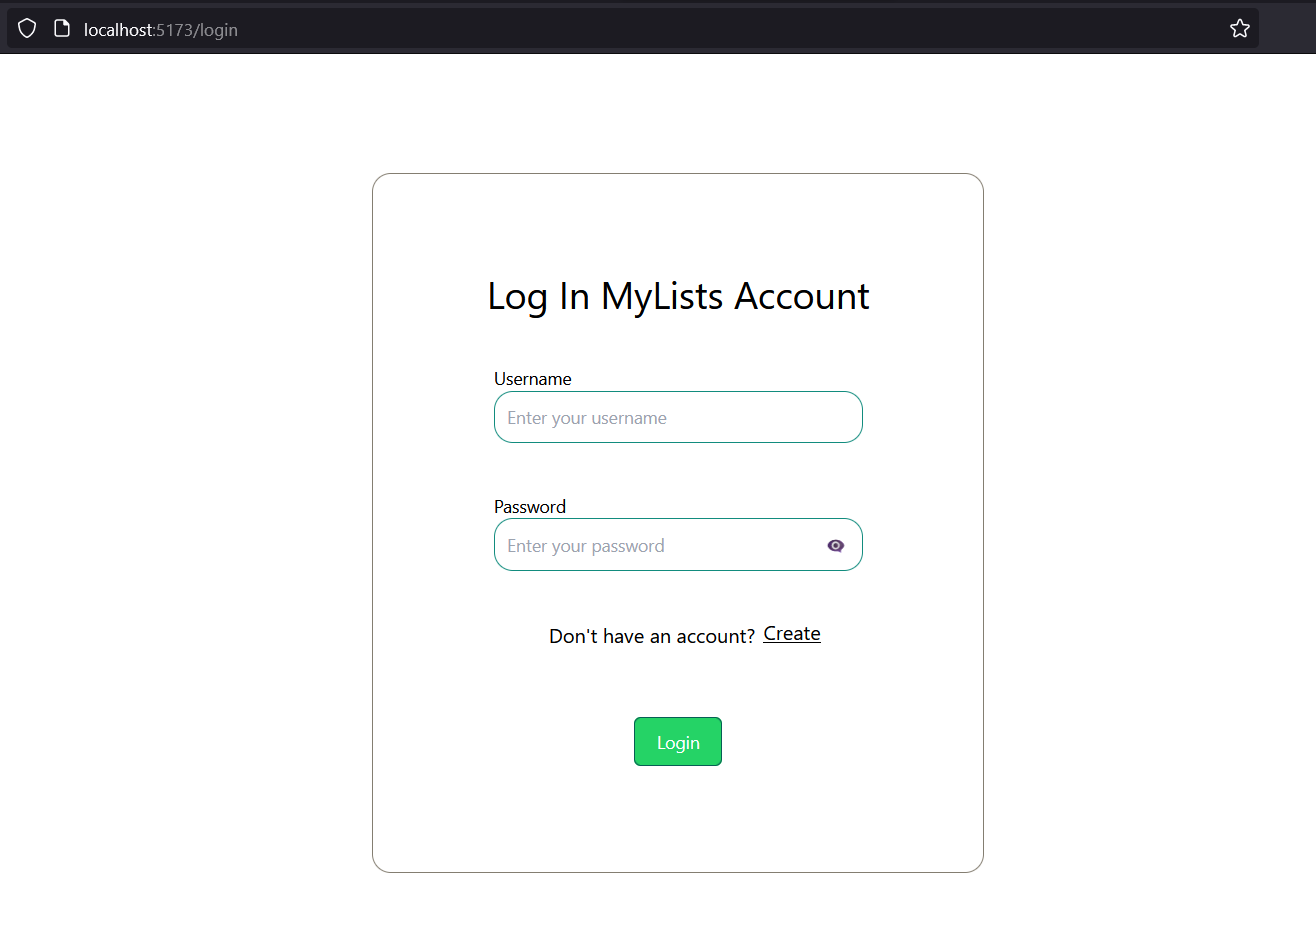 localhost:5173/login
Log In MyLists Account
Username
Enter your username
Password
Enter your password
Don't have an account? Create
Login